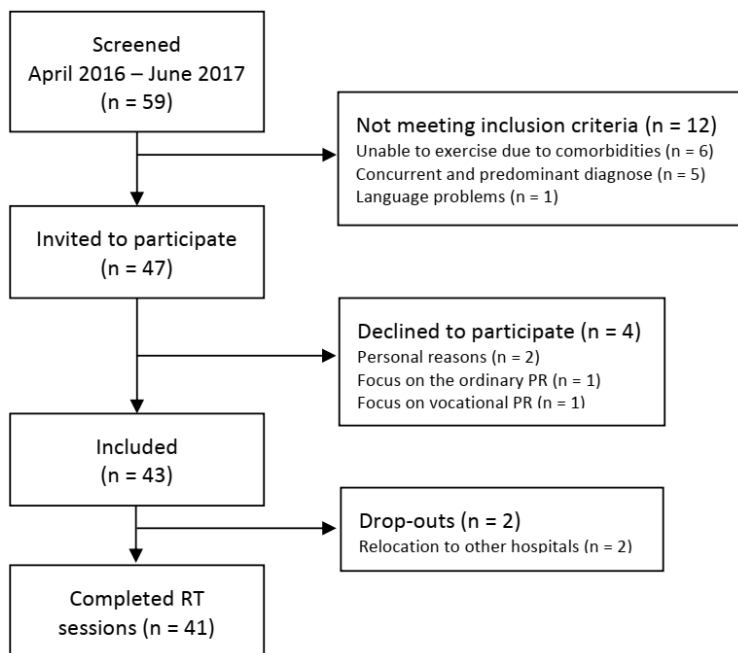 Screened
April 2016 – June 2017
(n = 59)
Not meeting inclusion criteria (n = 12)
Unable to exercise due to comorbidities (n = 6)
Concurrent and predominant diagnose (n = 5)
Language problems (n = 1)
Invited to participate
(n = 47)
Declined to participate (n = 4)
Personal reasons (n = 2)
Focus on the ordinary PR (n = 1)
Focus on vocational PR (n = 1)
Included
(n = 43)
Drop-outs (n = 2)
Relocation to other hospitals (n = 2)
Completed RT
sessions (n = 41)